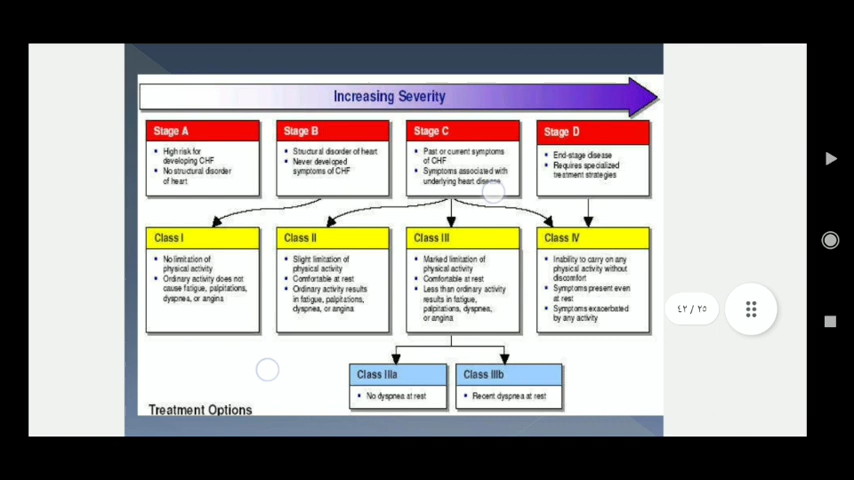 Increasing Severity
Stage A
High risk for
developing CHF
No structural disorder
of heart
Stage B
Structural disorder of heart
Never developed
symptoms of CHF
Stage C
Past or current symptoms
of CHF
Symptoms associated with
underlying heart disease
Stage D
End-stage disease
Requires specialized
treatment strategies
Class I
No limitation of
physical activity
Ordinary activity does not
cause fatigue, palpitations,
dyspnea, or angina
Class II
Slight limitation of
physical activity
Comfortable at rest
Ordinary activity results
in fatigue, palpitations,
dyspnea, or angina
Class III
Marked limitation of
physical activity
Comfortable at rest
Less than ordinary activity
results in fatigue,
palpitations, dyspnea,
or angina
Class IV
Inability to carry on any
physical activity without
discomfort
Symptoms present even
at rest
Symptoms exacerbated
by any activity
٤٢ / ٢٥
Class IIIa
No dyspnea at rest
Class IIIb
Recent dyspnea at rest
Treatment Options